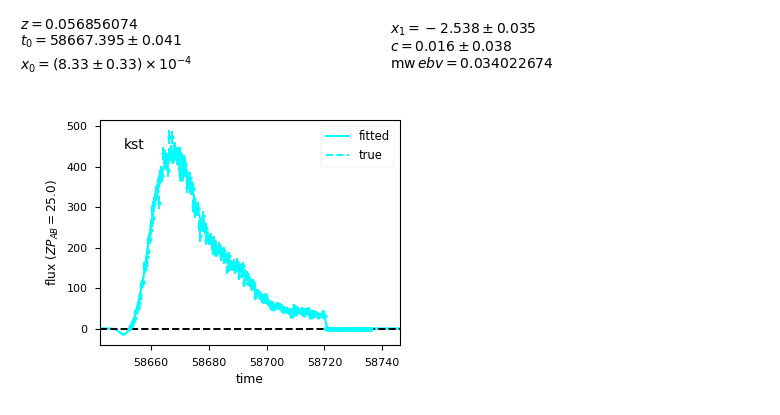 z = 0.056856074
t₀ = 58667.395 ± 0.041
x₀ = (8.33 ± 0.33) × 10⁻⁴
x₁ = −2.538 ± 0.035
c = 0.016 ± 0.038
mw ebv = 0.034022674
kst
fitted
true
500
400
300
200
100
0
flux (ZP_AB = 25.0)
58660 58680 58700 58720 58740
time